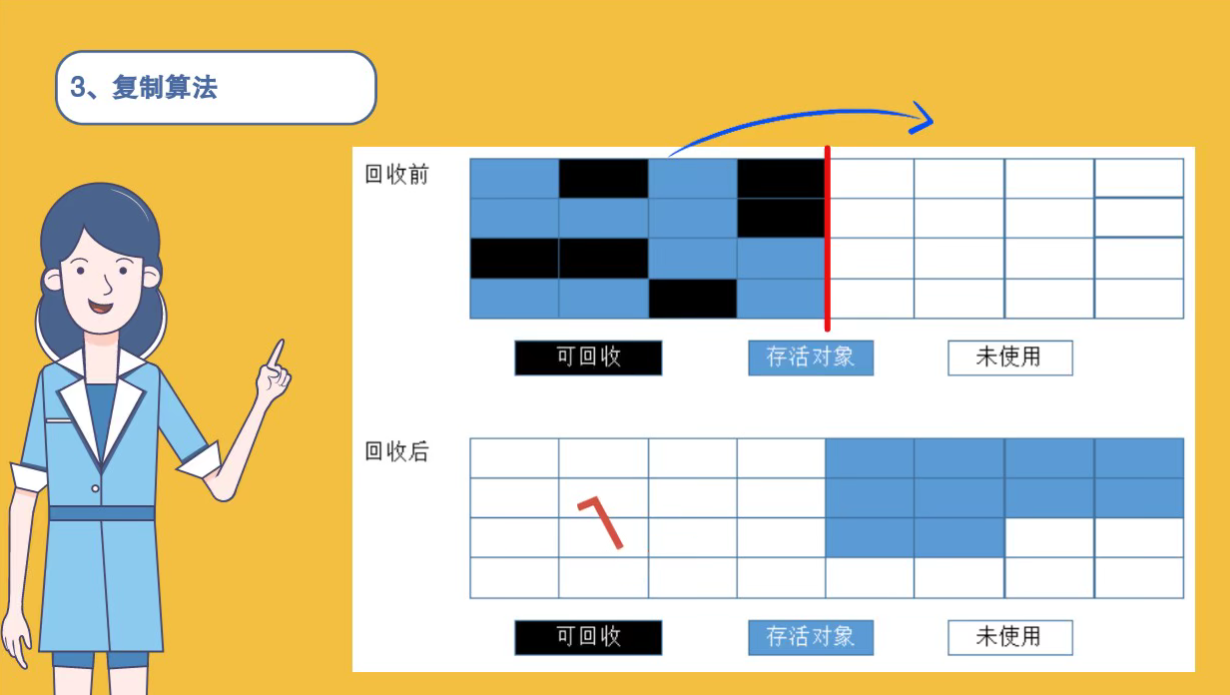 3、复制算法
回收前
可回收 存活对象 未使用
回收后
可回收 存活对象 未使用